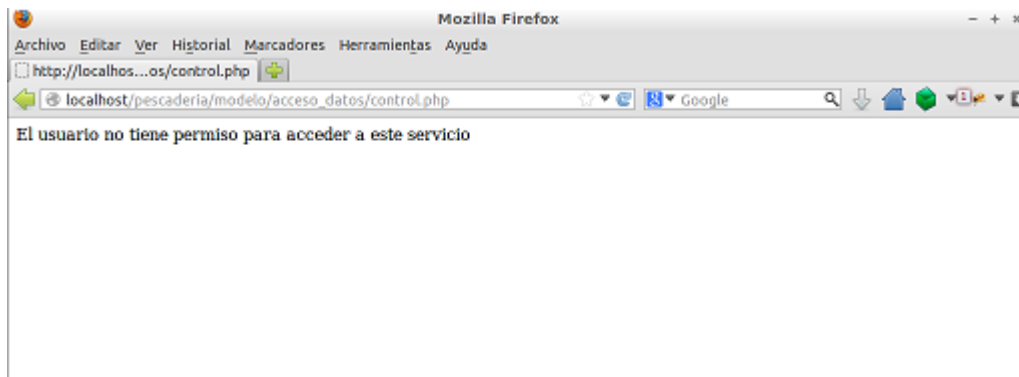 Mozilla Firefox
Archivo Editar Ver Historial Marcadores Herramientas Ayuda
http://localhos...os/control.php
localhost/pescaderia/modelo/acceso_datos/control.php
Google
1
El usuario no tiene permiso para acceder a este servicio